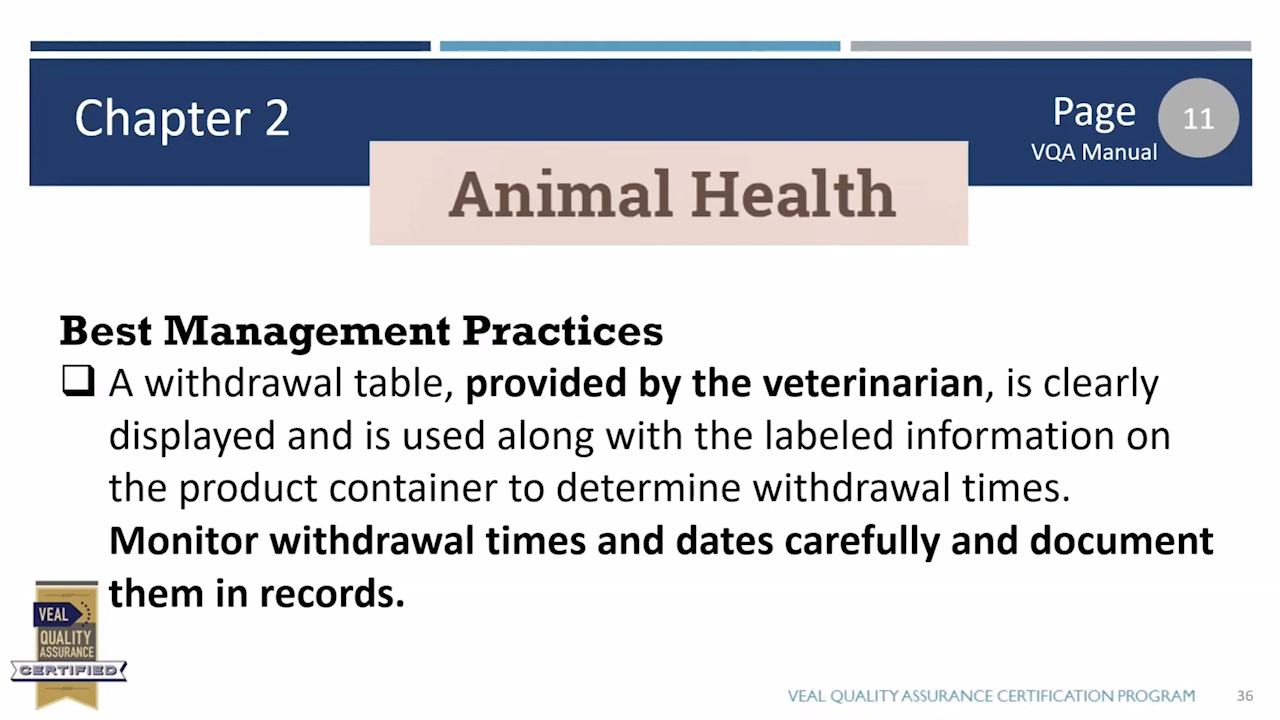 Chapter 2
Page
11
VQA Manual
Animal Health
Best Management Practices
❑ A withdrawal table, provided by the veterinarian, is clearly
displayed and is used along with the labeled information on
the product container to determine withdrawal times.
Monitor withdrawal times and dates carefully and document
them in records.
VEAL
QUALITY
ASSURANCE
CERTIFIED
VEAL QUALITY ASSURANCE CERTIFICATION PROGRAM
36